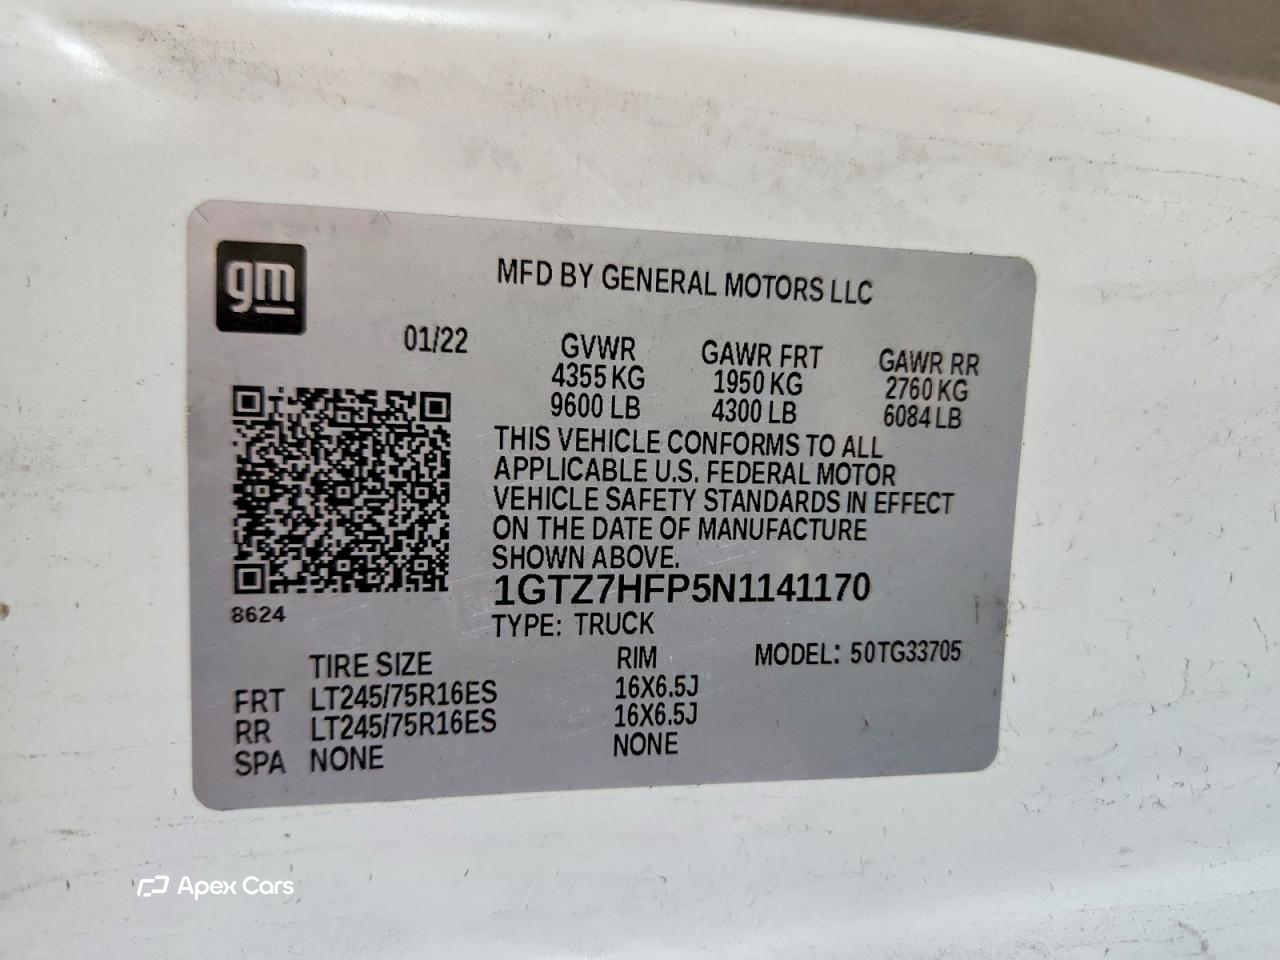 gm
MFD BY GENERAL MOTORS LLC
01/22
GVWR GAWR FRT GAWR RR
4355 KG 1950 KG 2760 KG
9600 LB 4300 LB 6084 LB
THIS VEHICLE CONFORMS TO ALL
APPLICABLE U.S. FEDERAL MOTOR
VEHICLE SAFETY STANDARDS IN EFFECT
ON THE DATE OF MANUFACTURE
SHOWN ABOVE.
1GTZ7HFP5N1141170
8624
TYPE: TRUCK
TIRE SIZE RIM MODEL: 50TG33705
FRT LT245/75R16ES 16X6.5J
RR LT245/75R16ES 16X6.5J
SPA NONE NONE
Apex Cars